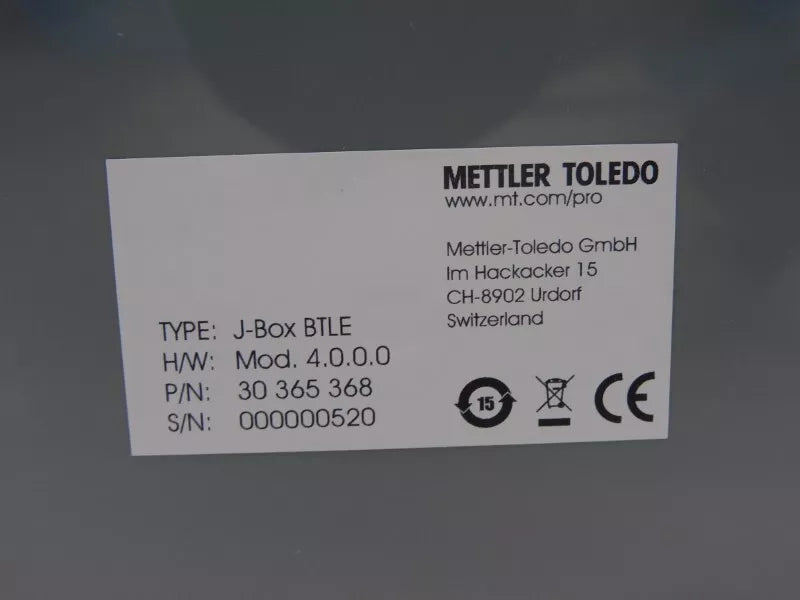 METTLER TOLEDO
www.mt.com/pro
Mettler-Toledo GmbH
Im Hackacker 15
CH-8902 Urdorf
Switzerland
TYPE: J-Box BTLE
H/W: Mod. 4.0.0.0
P/N: 30 365 368
S/N: 000000520
15
CE